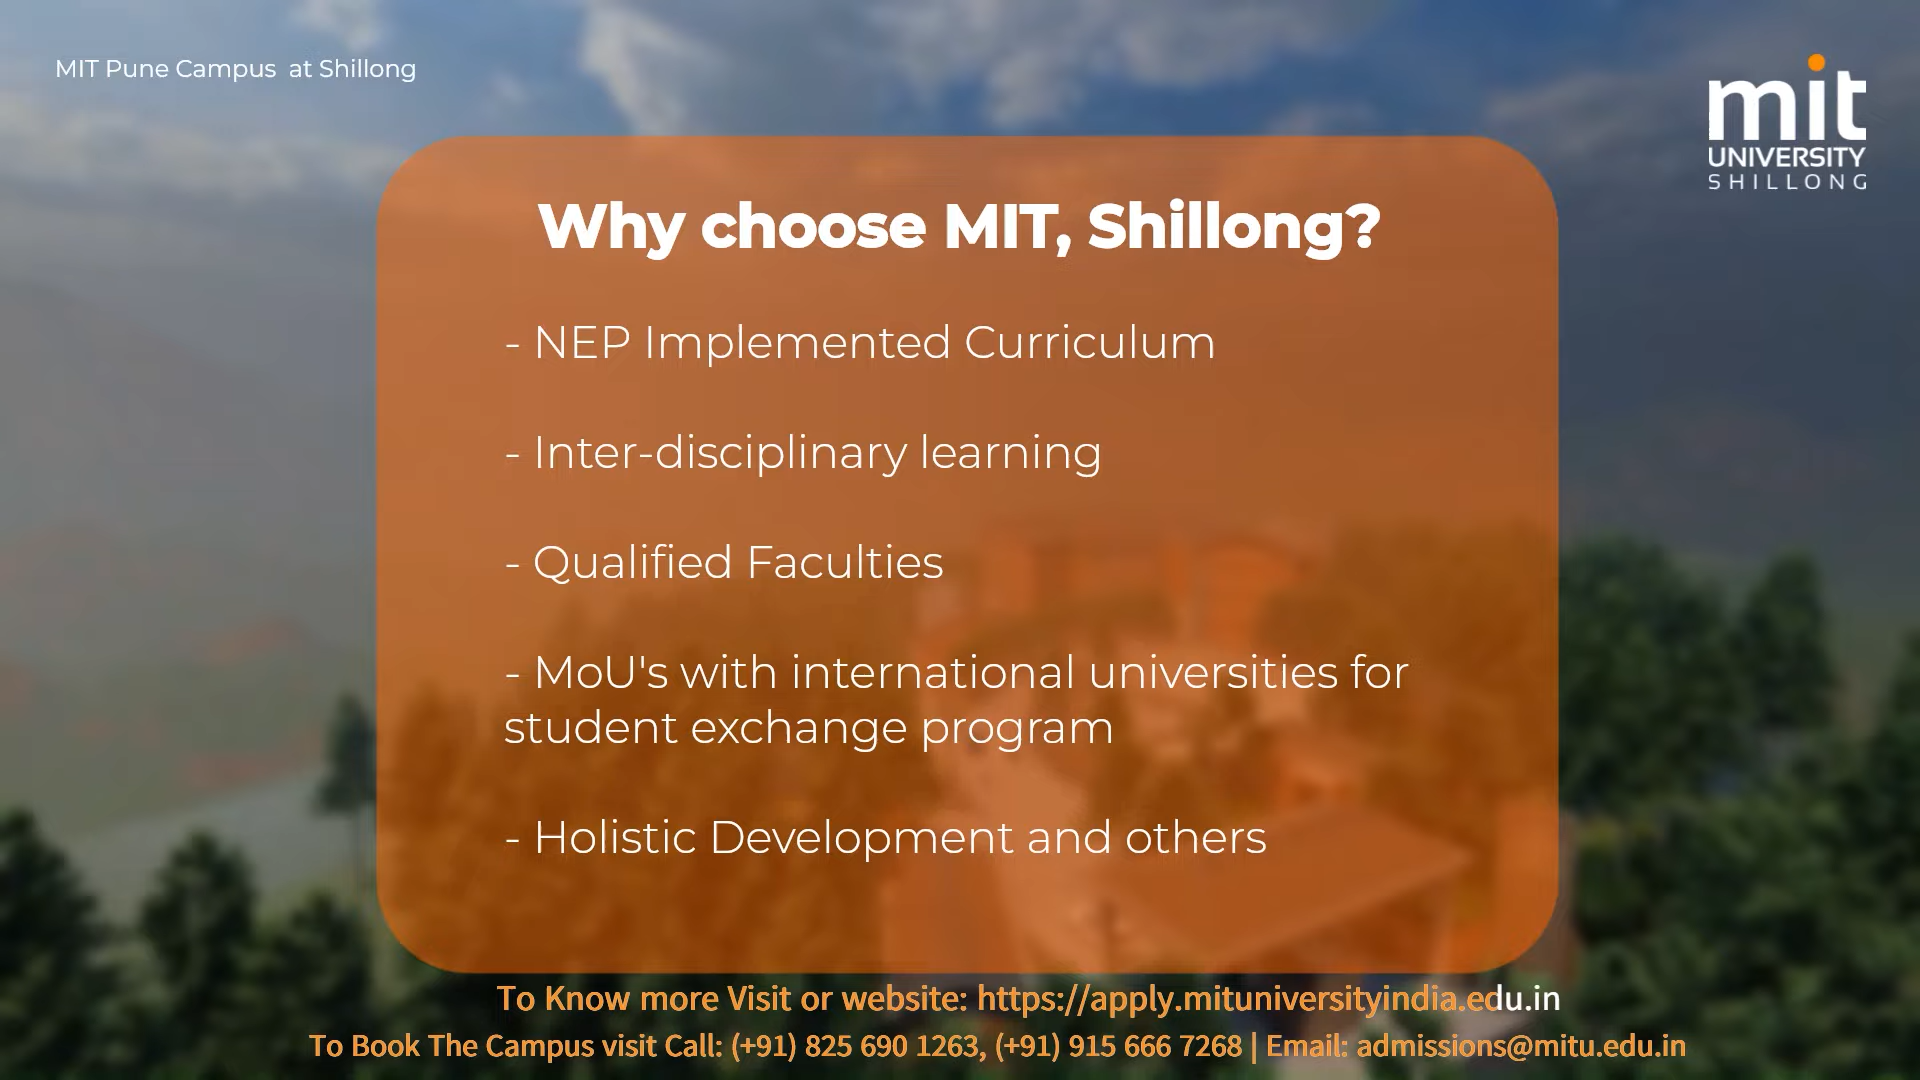 MIT Pune Campus at Shillong
mit
UNIVERSITY
SHILLONG
Why choose MIT, Shillong?
- NEP Implemented Curriculum
- Inter-disciplinary learning
- Qualified Faculties
- MoU's with international universities for
student exchange program
- Holistic Development and others
To Know more Visit or website: https://apply.mituniversityindia.edu.in
To Book The Campus visit Call: (+91) 825 690 1263, (+91) 915 666 7268 | Email: admissions@mitu.edu.in